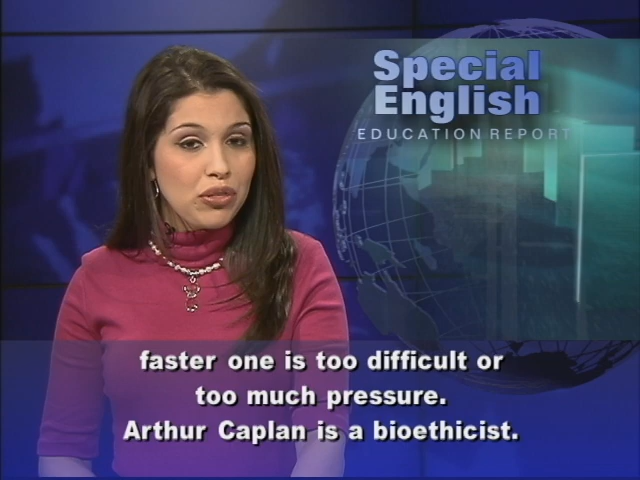 Special
English
EDUCATION REPORT
faster one is too difficult or
too much pressure.
Arthur Caplan is a bioethicist.